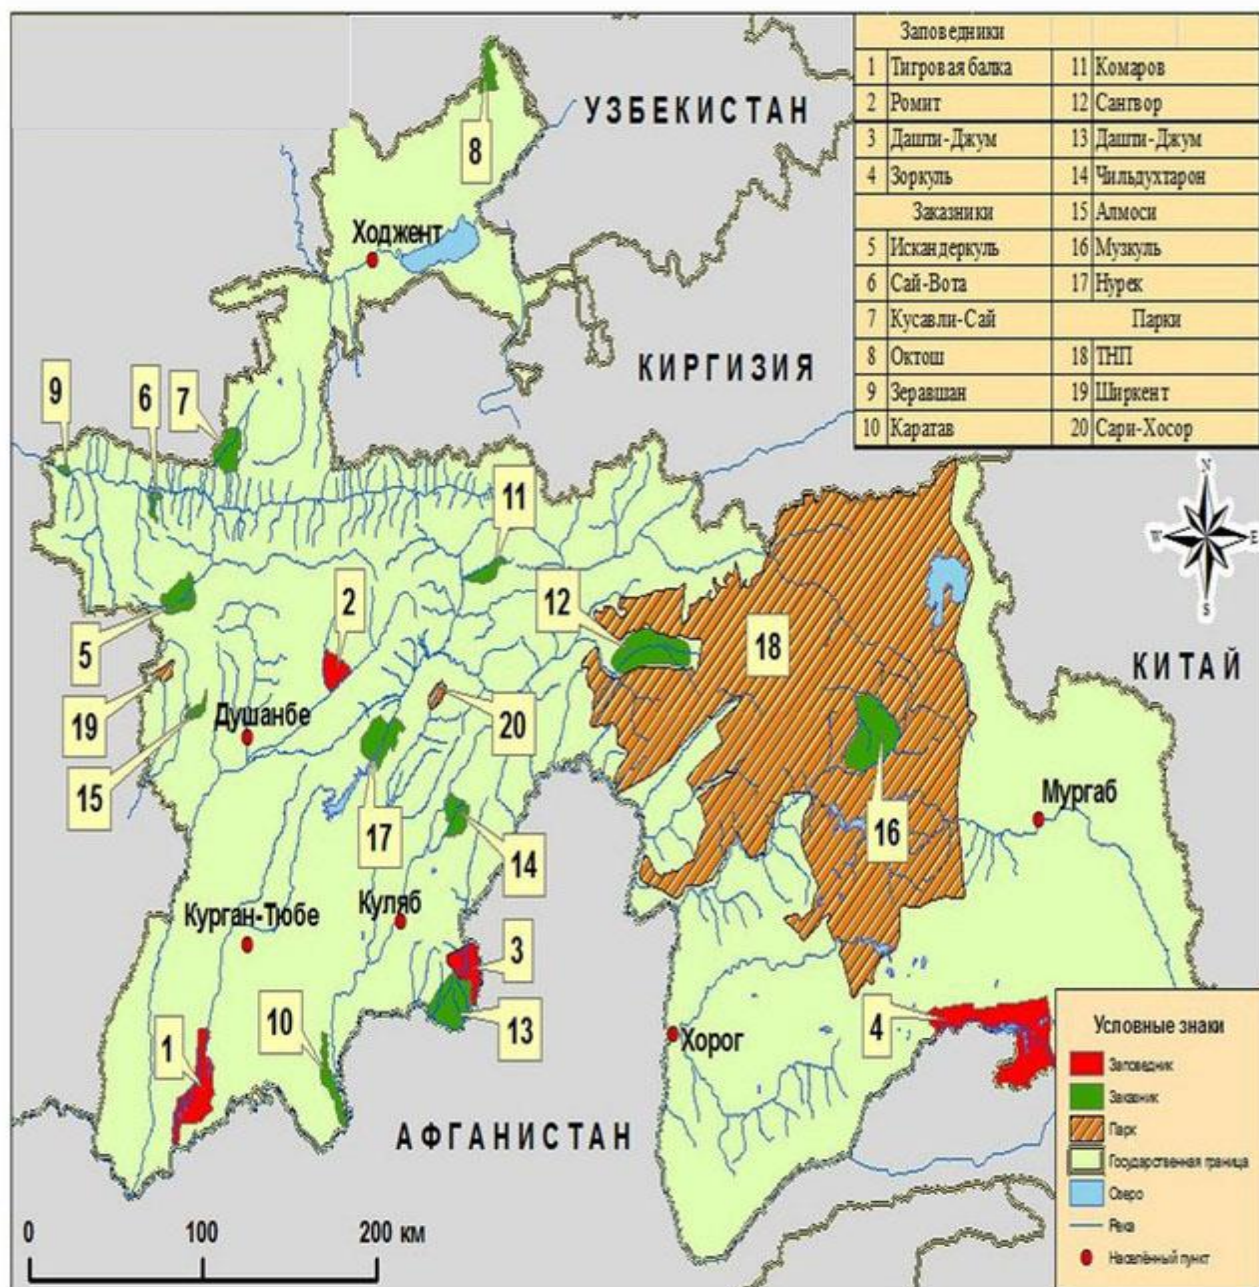 Заповедники
1 Тигровая балка 11 Комаров
2 Ромит 12 Сангвор
3 Дашти-Джум 13 Дашти-Джум
4 Зоркуль 14 Чильдухтарон
Заказники 15 Алмоси
5 Искандеркуль 16 Музкуль
6 Сай-Вота 17 Нурек
7 Кусавли-Сай Парки
8 Октош 18 ТНП
9 Зеравшан 19 Ширкент
10 Каратав 20 Сари-Хосор
УЗБЕКИСТАН
8
Ходжент
КИРГИЗИЯ
9
6
7
11
N
W E
S
2
12
5
18
КИТАЙ
19
Душанбе
20
15
Мургаб
17
16
14
Курган-Тюбе
Куляб
3
10
13
4
1
Хорог
АФГАНИСТАН
Условные знаки
Заповедник
Заказник
Парк
Государственная граница
Озеро
Река
Населённый пункт
0 100 200 км